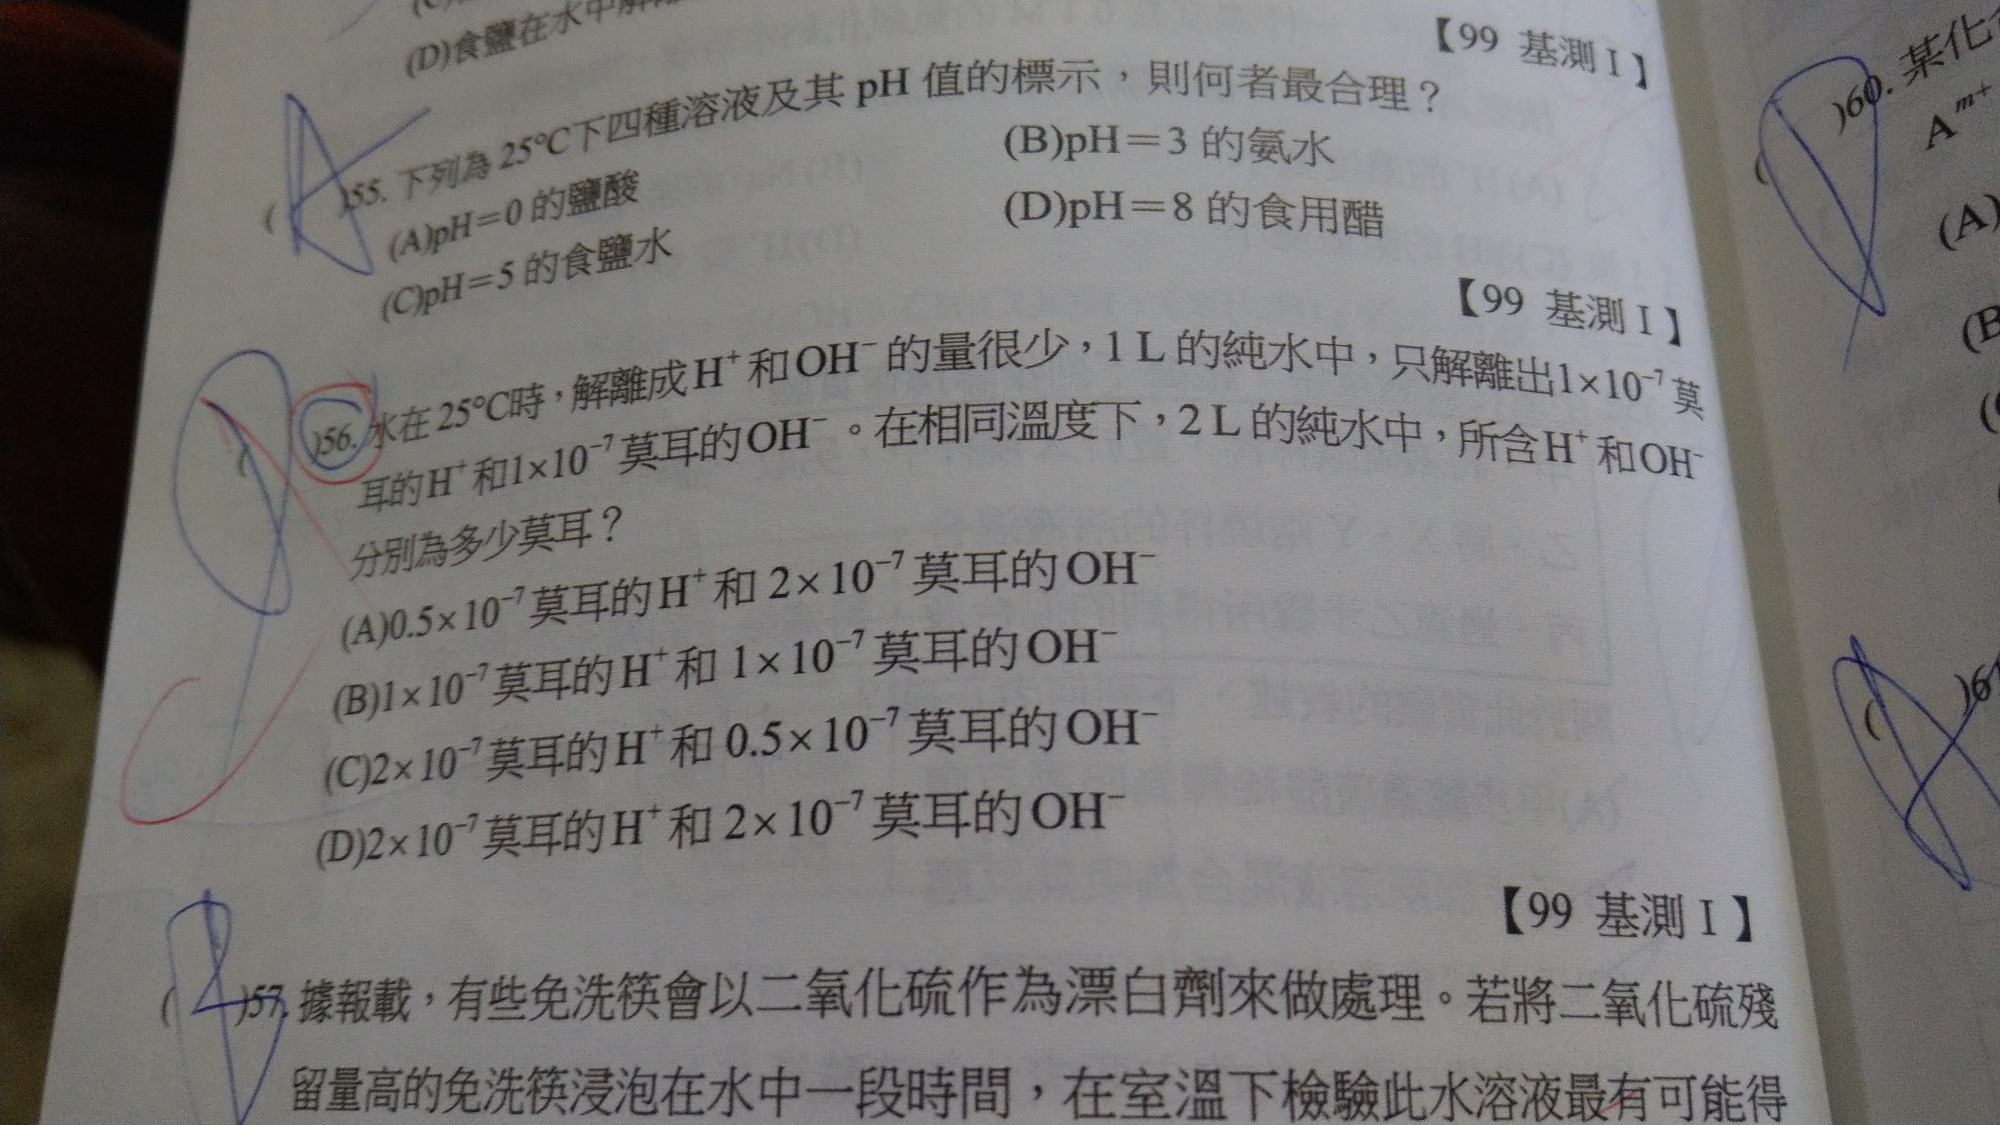 (D)食鹽在水中解離
【99 基測Ⅰ】
( A )55. 下列為 25°C下四種溶液及其 pH 值的標示，則何者最合理？
(A)pH＝0 的鹽酸 (B)pH＝3 的氨水
(C)pH＝5 的食鹽水 (D)pH＝8 的食用醋
【99 基測Ⅰ】
( D )56. 水在 25°C時，解離成H⁺和OH⁻的量很少，1 L 的純水中，只解離出1×10⁻⁷莫
耳的H⁺和1×10⁻⁷莫耳的OH⁻。在相同溫度下，2 L 的純水中，所含H⁺和OH⁻
分別為多少莫耳？
(A)0.5×10⁻⁷莫耳的H⁺和 2×10⁻⁷莫耳的OH⁻
(B)1×10⁻⁷莫耳的H⁺和 1×10⁻⁷莫耳的OH⁻
(C)2×10⁻⁷莫耳的H⁺和 0.5×10⁻⁷莫耳的OH⁻
(D)2×10⁻⁷莫耳的H⁺和 2×10⁻⁷莫耳的OH⁻
【99 基測Ⅰ】
( )57. 據報載，有些免洗筷會以二氧化硫作為漂白劑來做處理。若將二氧化硫殘
留量高的免洗筷浸泡在水中一段時間，在室溫下檢驗此水溶液最有可能得
( D )60. 某化
Aᵐ⁺
(A)
(B
( A )61